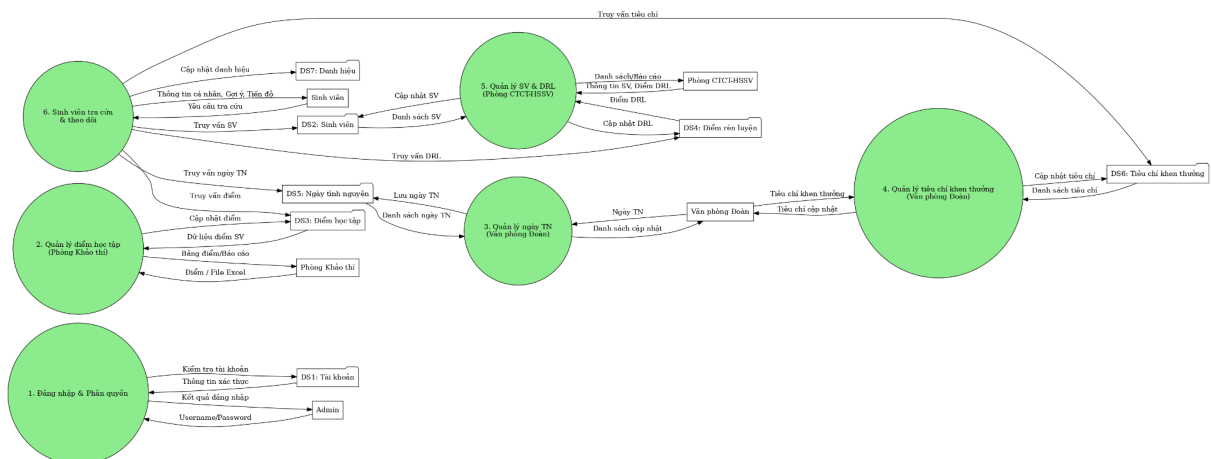 Truy vấn tiêu chí
6. Sinh viên tra cứu
& theo dõi
Cập nhật danh hiệu
DS7: Danh hiệu
Thông tin cá nhân, Gợi ý, Tiến độ
Sinh viên
Yêu cầu tra cứu
Truy vấn SV
DS2: Sinh viên
Cập nhật SV
Danh sách SV
5. Quản lý SV & DRL
(Phòng CTCT-HSSV)
Danh sách/Báo cáo
Thông tin SV, Điểm DRL
Phòng CTCT-HSSV
Điểm DRL
Cập nhật DRL
DS4: Điểm rèn luyện
Truy vấn DRL
Truy vấn ngày TN
DS5: Ngày tình nguyện
Truy vấn điểm
Lưu ngày TN
Danh sách ngày TN
3. Quản lý ngày TN
(Văn phòng Đoàn)
Ngày TN
Danh sách cập nhật
Văn phòng Đoàn
Tiêu chí khen thưởng
Tiêu chí cập nhật
4. Quản lý tiêu chí khen thưởng
(Văn phòng Đoàn)
Cập nhật tiêu chí
Danh sách tiêu chí
DS6: Tiêu chí khen thưởng
2. Quản lý điểm học tập
(Phòng Khảo thí)
Cập nhật điểm
DS3: Điểm học tập
Dữ liệu điểm SV
Bảng điểm/Báo cáo
Phòng Khảo thí
Điểm / File Excel
1. Đăng nhập & Phân quyền
Kiểm tra tài khoản
DS1: Tài khoản
Thông tin xác thực
Kết quả đăng nhập
Admin
Username/Password